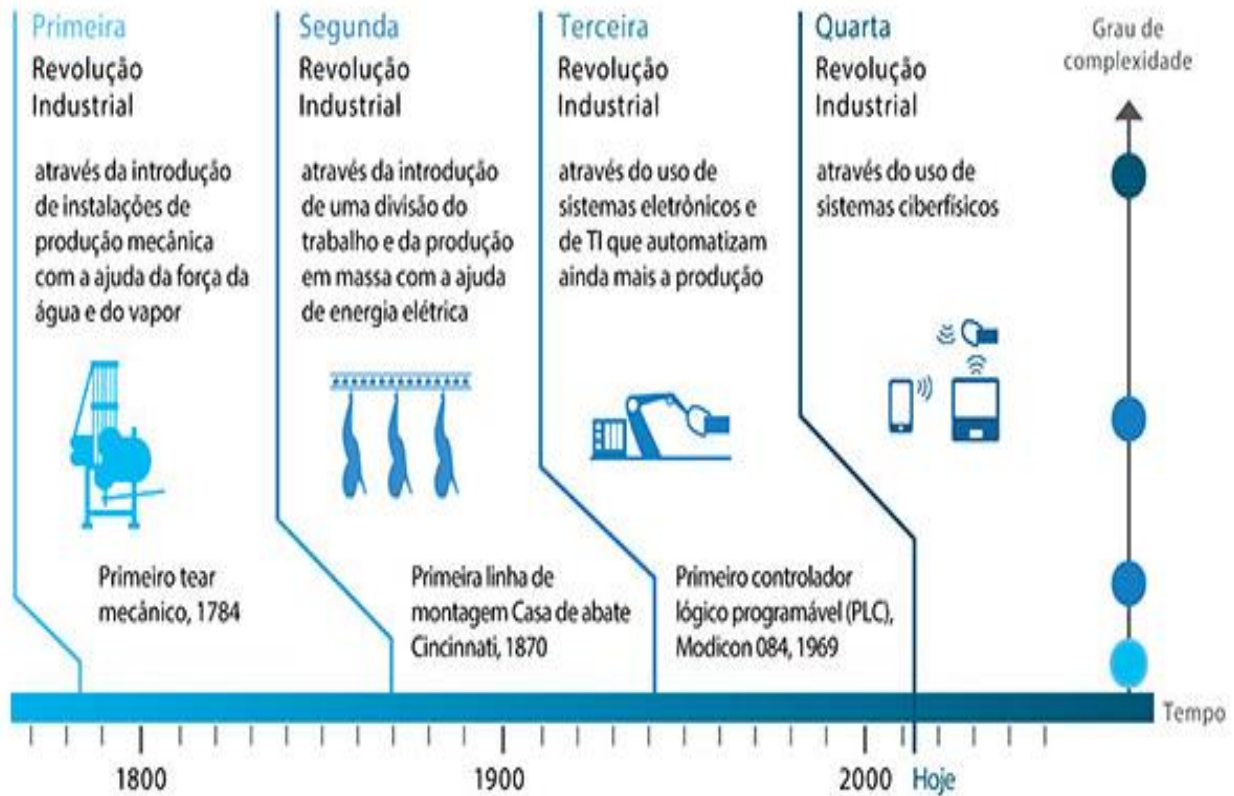 Primeira
Revolução
Industrial
através da introdução
de instalações de
produção mecânica
com a ajuda da força da
água e do vapor
Primeiro tear
mecânico, 1784
Segunda
Revolução
Industrial
através da introdução
de uma divisão do
trabalho e da produção
em massa com a ajuda
de energia elétrica
Primeira linha de
montagem Casa de abate
Cincinnati, 1870
Terceira
Revolução
Industrial
através do uso de
sistemas eletrônicos e
de TI que automatizam
ainda mais a produção
Primeiro controlador
lógico programável (PLC),
Modicon 084, 1969
Quarta
Revolução
Industrial
através do uso de
sistemas ciberfísicos
Grau de
complexidade
Tempo
1800
1900
2000
Hoje